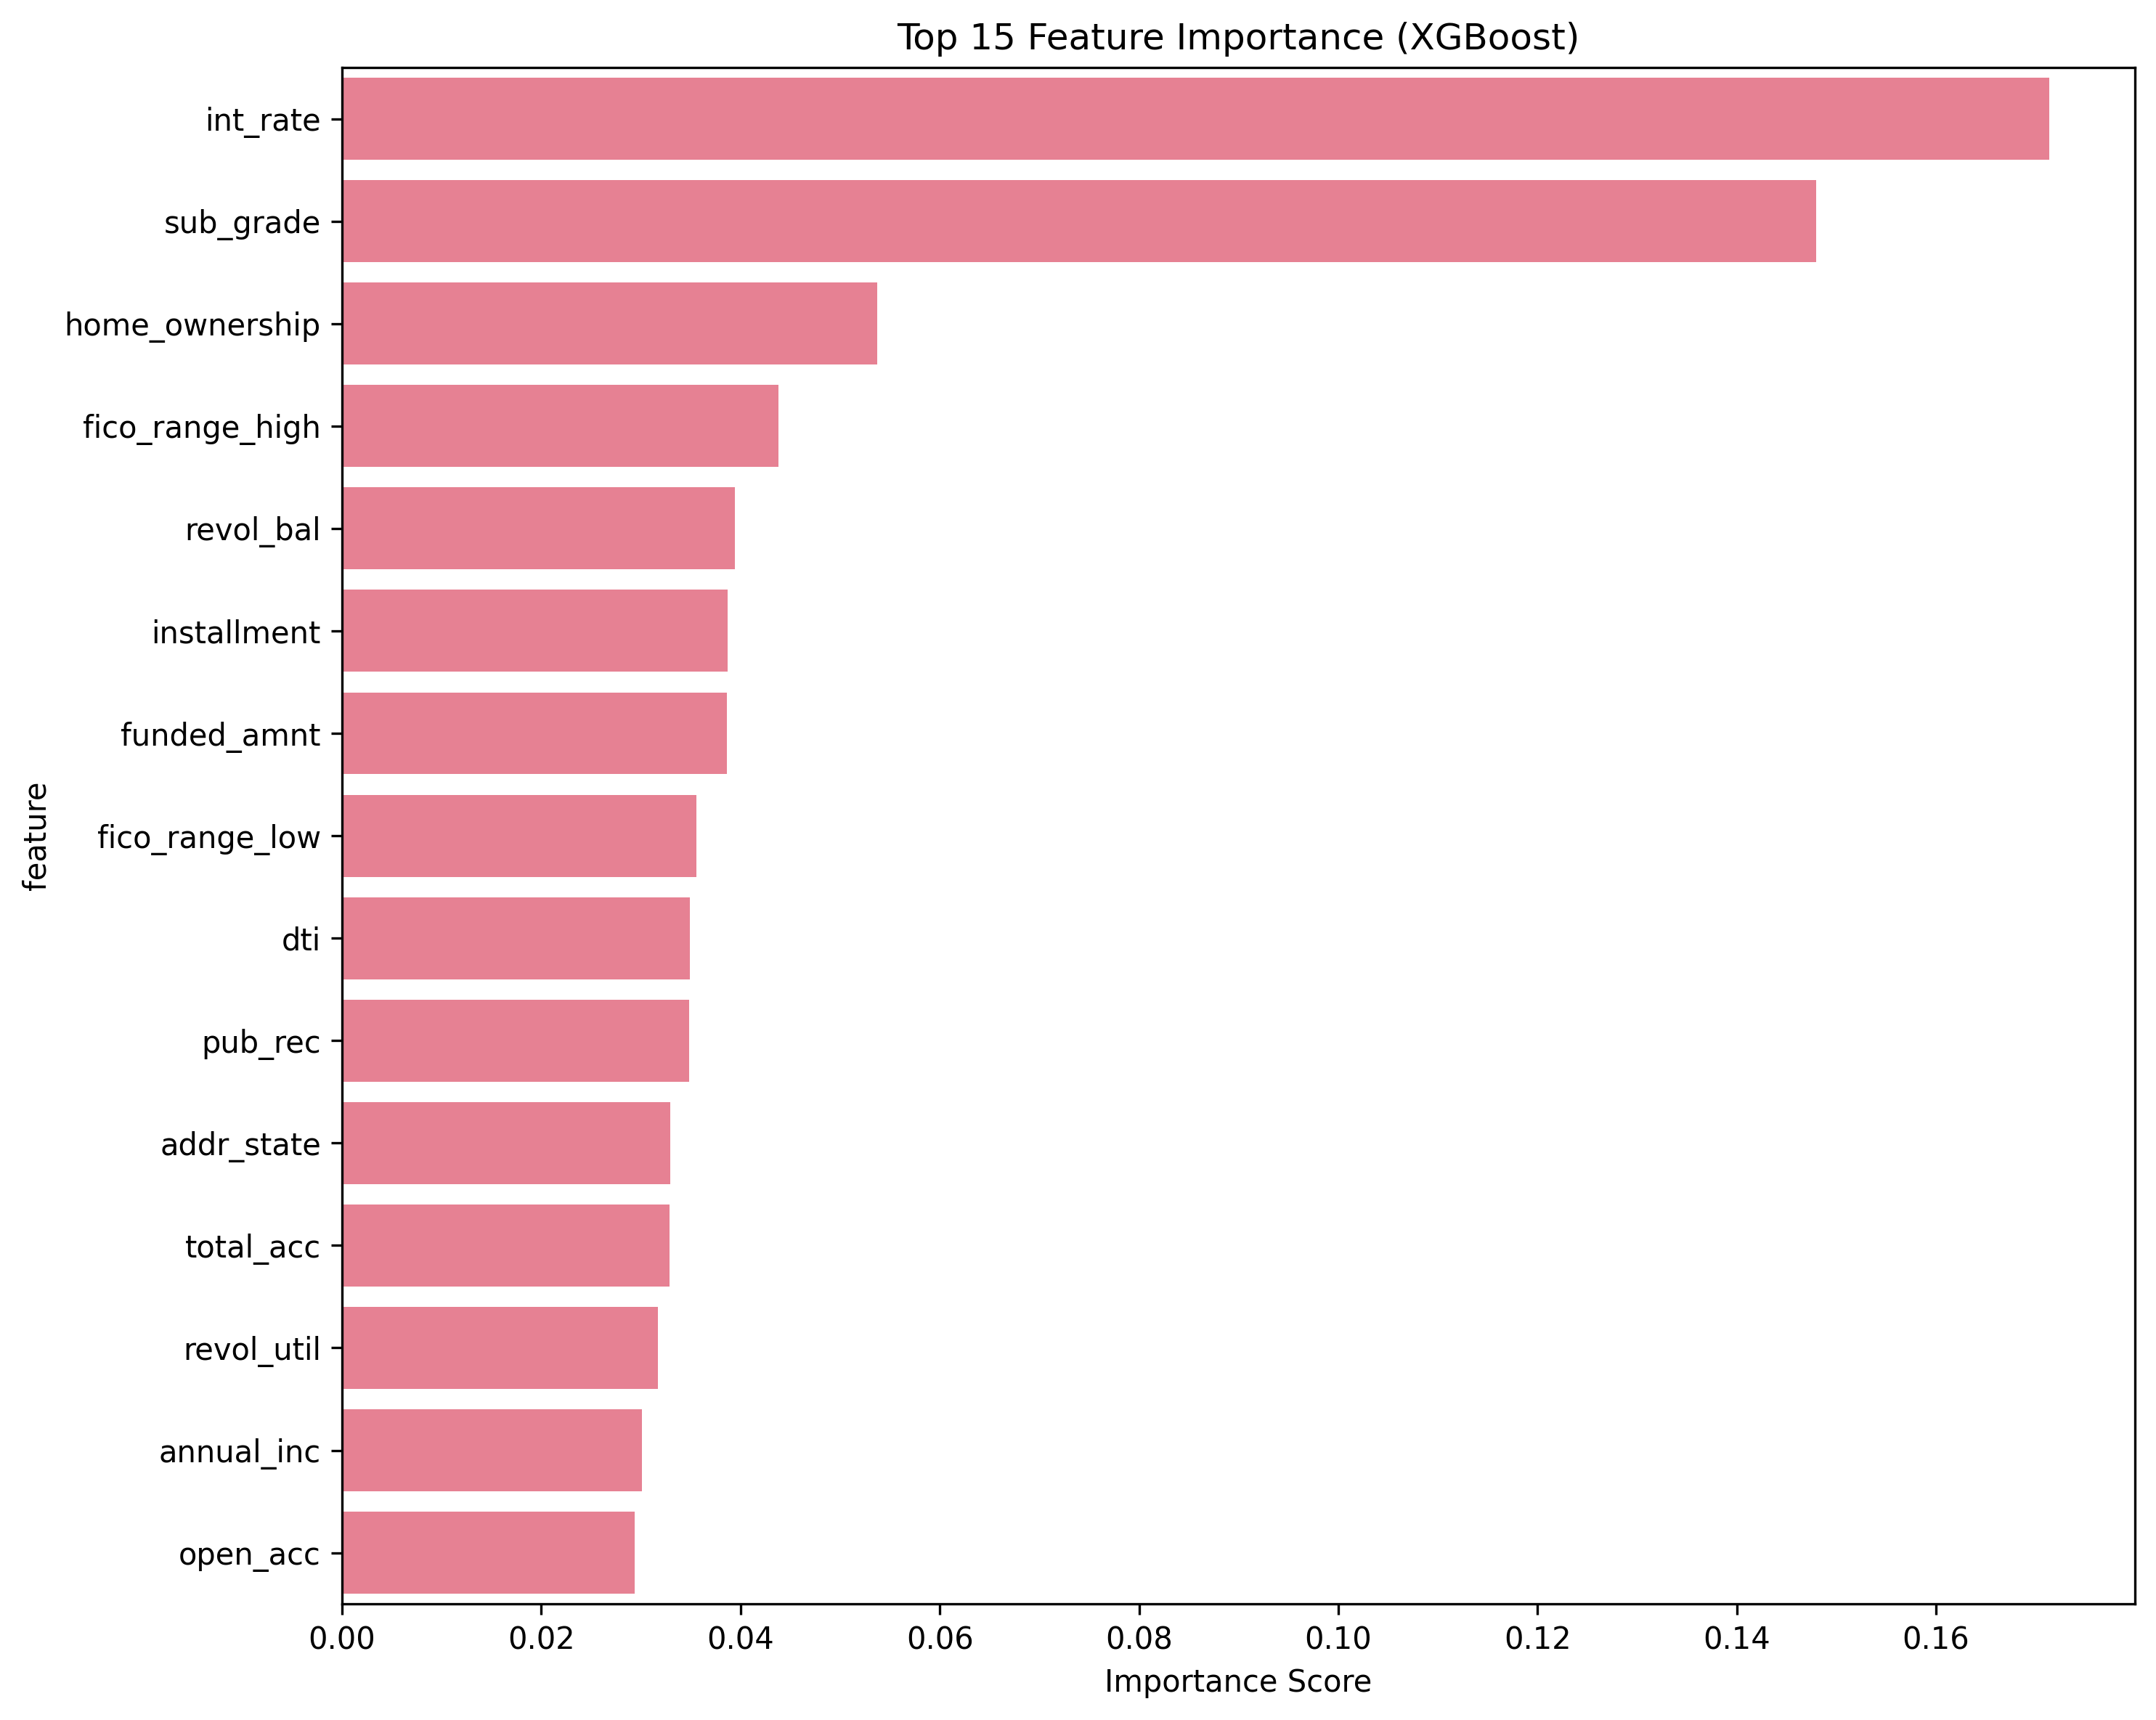 Top 15 Feature Importance (XGBoost)
int_rate
sub_grade
home_ownership
fico_range_high
revol_bal
installment
funded_amnt
fico_range_low
dti
pub_rec
addr_state
total_acc
revol_util
annual_inc
open_acc
feature
0.00 0.02 0.04 0.06 0.08 0.10 0.12 0.14 0.16
Importance Score